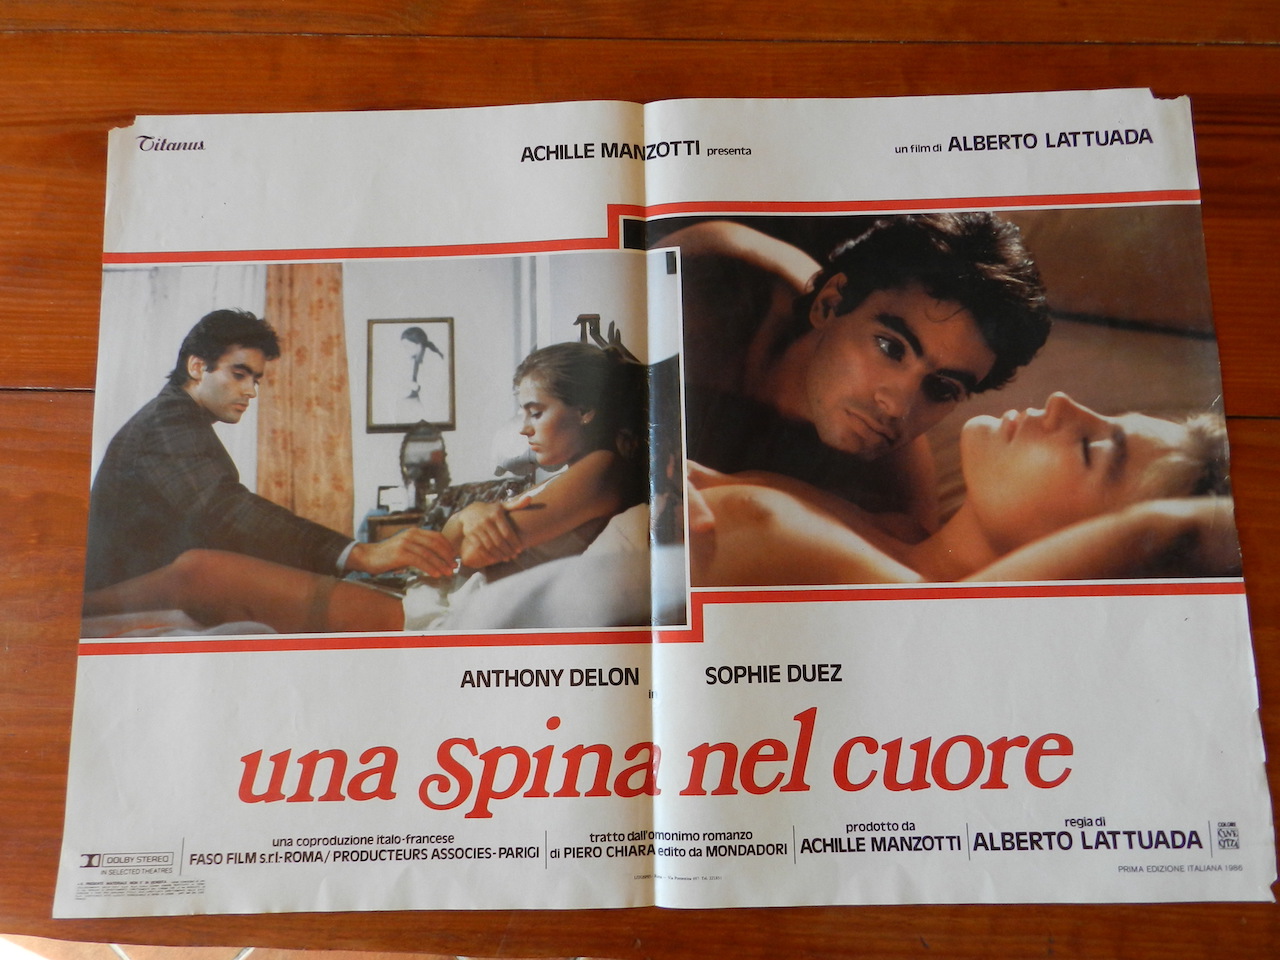 Titanus
ACHILLE MANZOTTI presenta
un film di ALBERTO LATTUADA
ANTHONY DELON
SOPHIE DUEZ
in
una spina nel cuore
DOLBY STEREO
IN SELECTED THEATRES
una coproduzione italo-francese
FASO FILM s.r.l-ROMA/PRODUCTEURS ASSOCIES-PARIGI
tratto dall'omonimo romanzo
di PIERO CHIARA edito da MONDADORI
prodotto da
ACHILLE MANZOTTI
regia di
ALBERTO LATTUADA
COLORE
PRIMA EDIZIONE ITALIANA 1986